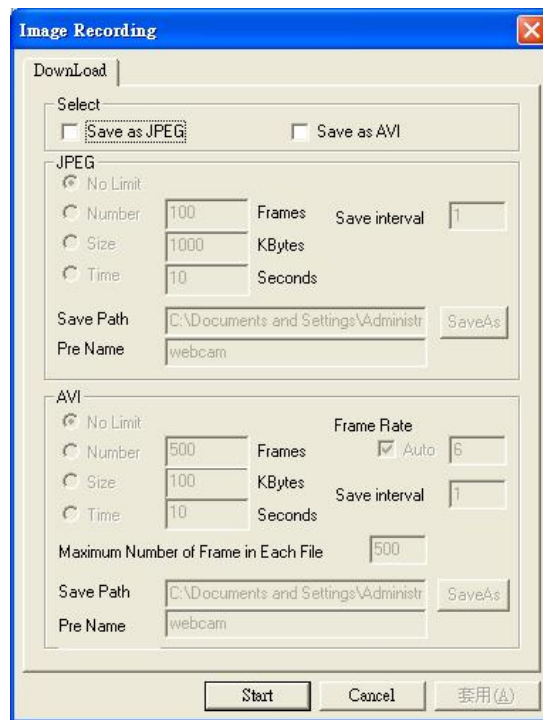 Image Recording
DownLoad
Select
Save as JPEG Save as AVI
JPEG
No Limit
Number 100 Frames Save interval 1
Size 1000 KBytes
Time 10 Seconds
Save Path C:\Documents and Settings\Administr SaveAs
Pre Name webcam
AVI
No Limit Frame Rate
Number 500 Frames Auto 6
Size 100 KBytes
Save interval 1
Time 10 Seconds
Maximum Number of Frame in Each File 500
Save Path C:\Documents and Settings\Administr SaveAs
Pre Name webcam
Start Cancel 套用(A)